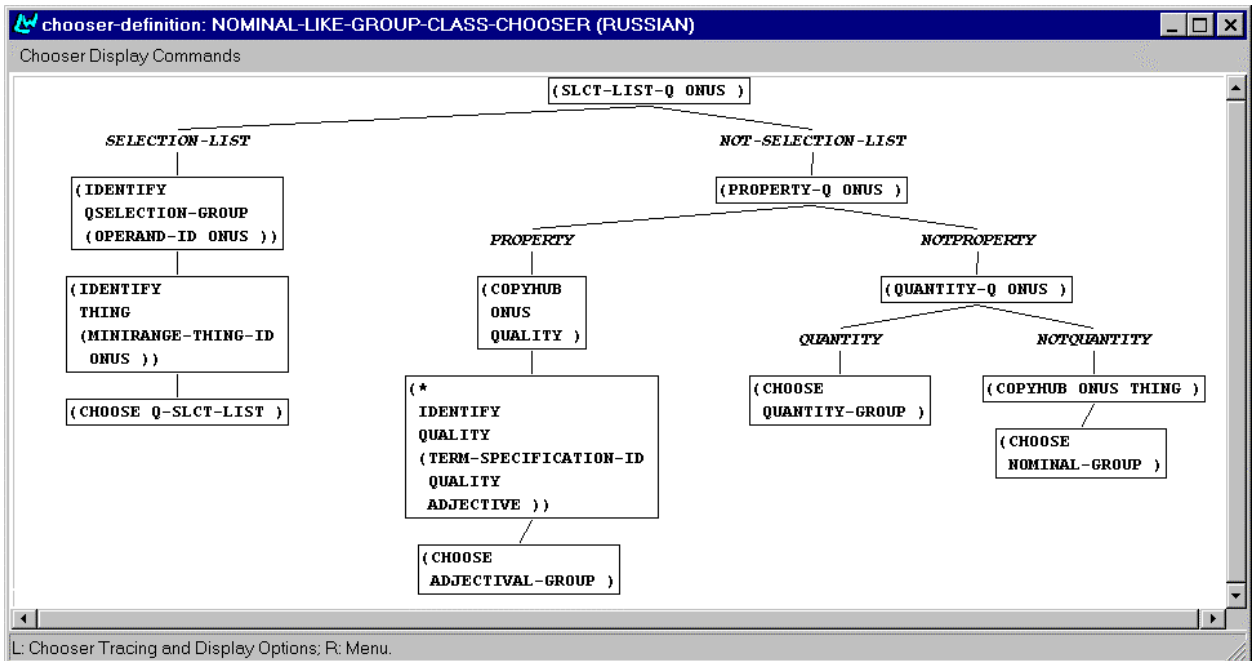 chooser-definition: NOMINAL-LIKE-GROUP-CLASS-CHOOSER (RUSSIAN)
Chooser Display Commands
(SLCT-LIST-Q ONUS )
SELECTION-LIST
NOT-SELECTION-LIST
(IDENTIFY
QSELECTION-GROUP
(OPERAND-ID ONUS ))
(PROPERTY-Q ONUS )
PROPERTY
NOTPROPERTY
(IDENTIFY
THING
(MINIRANGE-THING-ID
ONUS ))
(COPYHUB
ONUS
QUALITY )
(QUANTITY-Q ONUS )
QUANTITY
NOTQUANTITY
(CHOOSE Q-SLCT-LIST )
(*
IDENTIFY
QUALITY
(TERM-SPECIFICATION-ID
QUALITY
ADJECTIVE ))
(CHOOSE
QUANTITY-GROUP )
(COPYHUB ONUS THING )
(CHOOSE
NOMINAL-GROUP )
(CHOOSE
ADJECTIVAL-GROUP )
L: Chooser Tracing and Display Options; R: Menu.